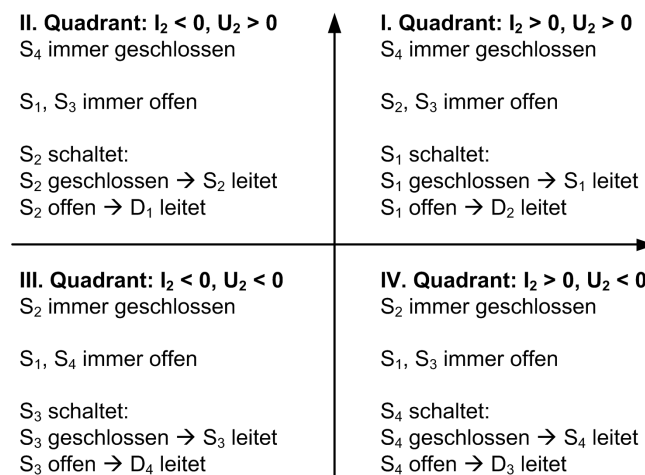 II. Quadrant: I₂ < 0, U₂ > 0
S₄ immer geschlossen
S₁, S₃ immer offen
S₂ schaltet:
S₂ geschlossen → S₂ leitet
S₂ offen → D₁ leitet
I. Quadrant: I₂ > 0, U₂ > 0
S₄ immer geschlossen
S₂, S₃ immer offen
S₁ schaltet:
S₁ geschlossen → S₁ leitet
S₁ offen → D₂ leitet
III. Quadrant: I₂ < 0, U₂ < 0
S₂ immer geschlossen
S₁, S₄ immer offen
S₃ schaltet:
S₃ geschlossen → S₃ leitet
S₃ offen → D₄ leitet
IV. Quadrant: I₂ > 0, U₂ < 0
S₂ immer geschlossen
S₁, S₃ immer offen
S₄ schaltet:
S₄ geschlossen → S₄ leitet
S₄ offen → D₃ leitet